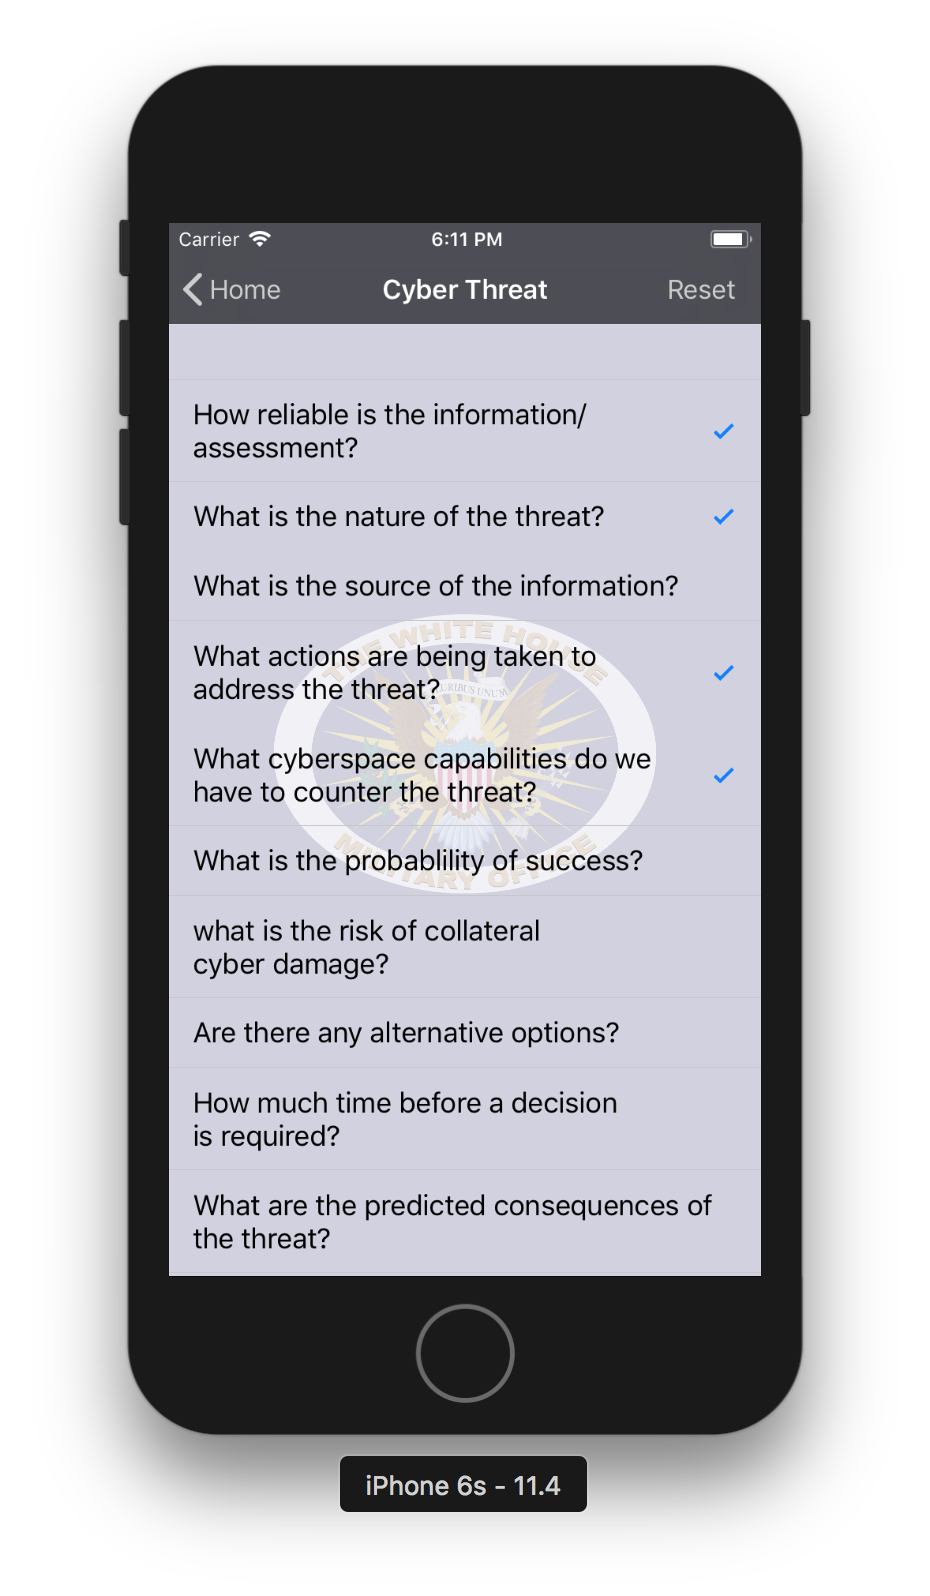 Carrier 6:11 PM
Home Cyber Threat Reset
How reliable is the information/
assessment?
What is the nature of the threat?
What is the source of the information?
THE WHITE HOUSE
What actions are being taken to
address the threat?
PLURIBUS UNUM
What cyberspace capabilities do we
have to counter the threat?
MILITARY OFFICE
What is the probablility of success?
what is the risk of collateral
cyber damage?
Are there any alternative options?
How much time before a decision
is required?
What are the predicted consequences of
the threat?
iPhone 6s - 11.4